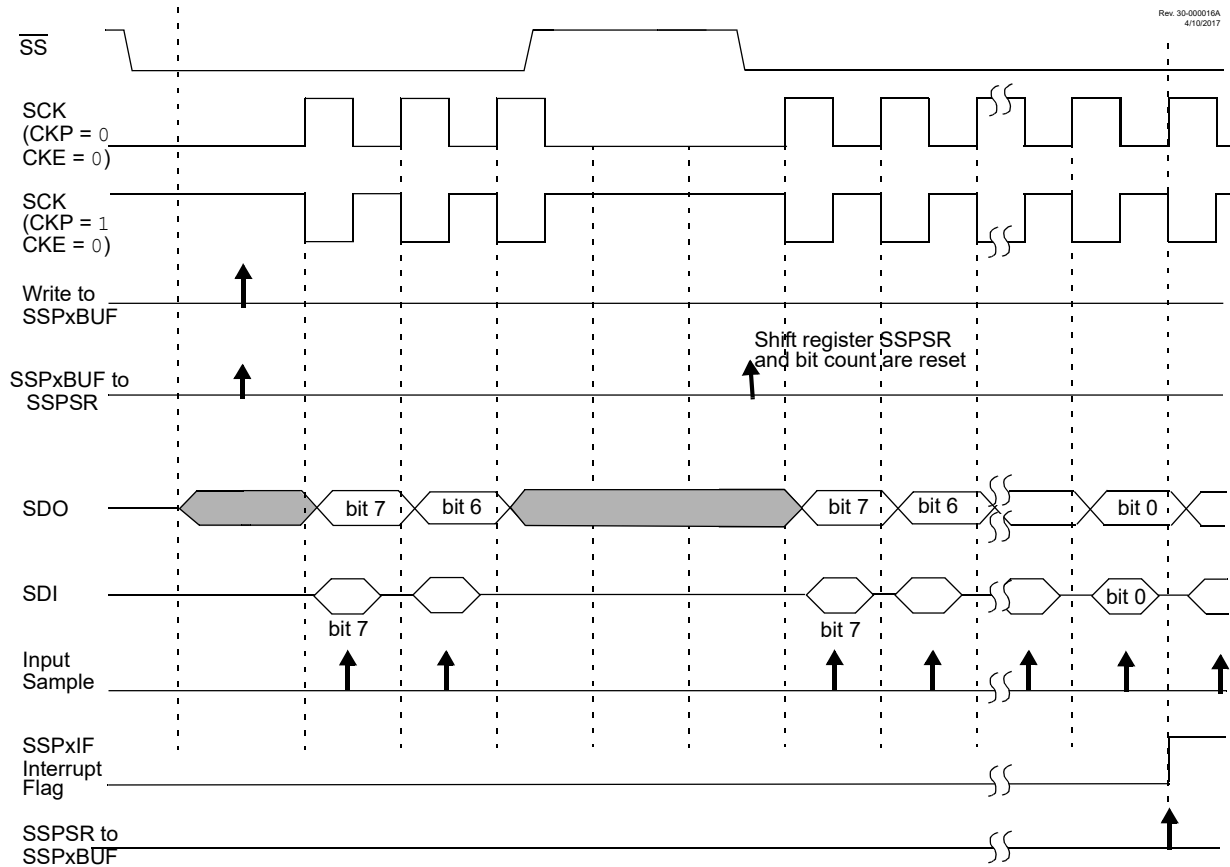 Rev. 30-000016A
4/10/2017
SS
SCK
(CKP = 0
CKE = 0)
SCK
(CKP = 1
CKE = 0)
Write to
SSPxBUF
Shift register SSPSR
and bit count are reset
SSPxBUF to
SSPSR
SDO
bit 7
bit 6
bit 7
bit 6
bit 0
SDI
bit 0
bit 7
bit 7
Input
Sample
SSPxIF
Interrupt
Flag
SSPSR to
SSPxBUF